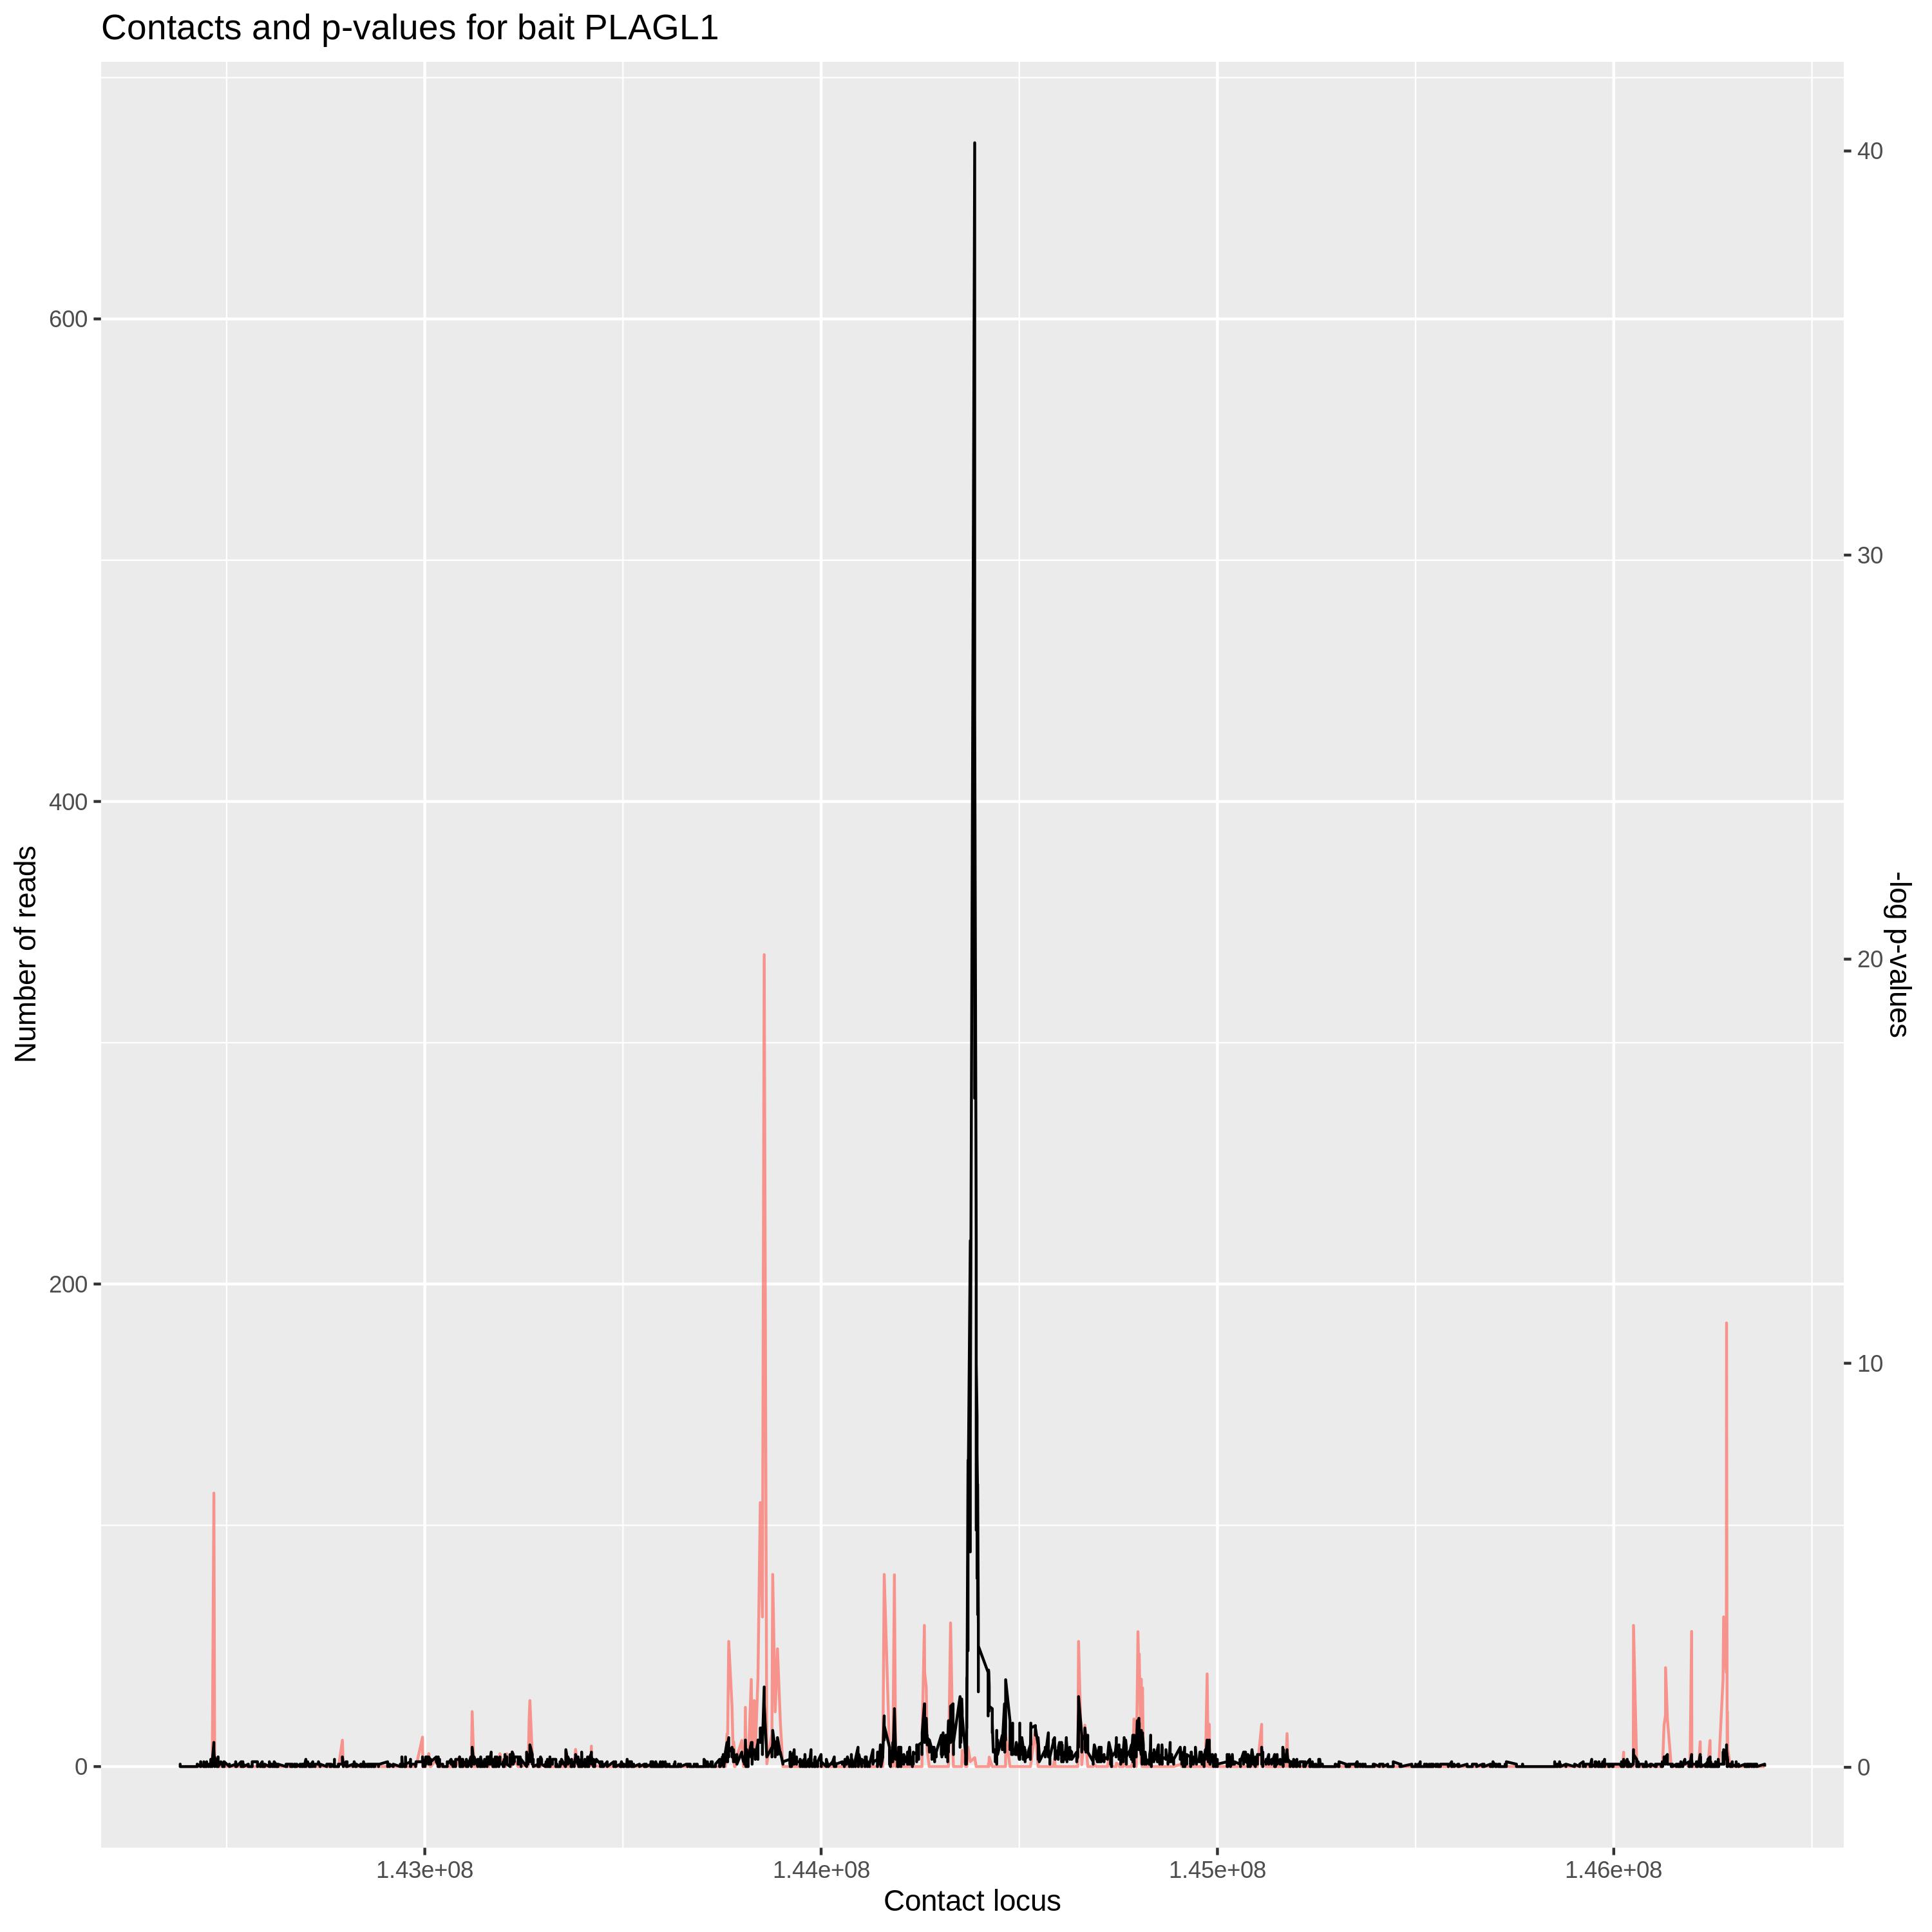 Contacts and p-values for bait PLAGL1
40
600
30
400
Number of reads
-log p-values
20
200
10
0
0
1.43e+08
1.44e+08
1.45e+08
1.46e+08
Contact locus